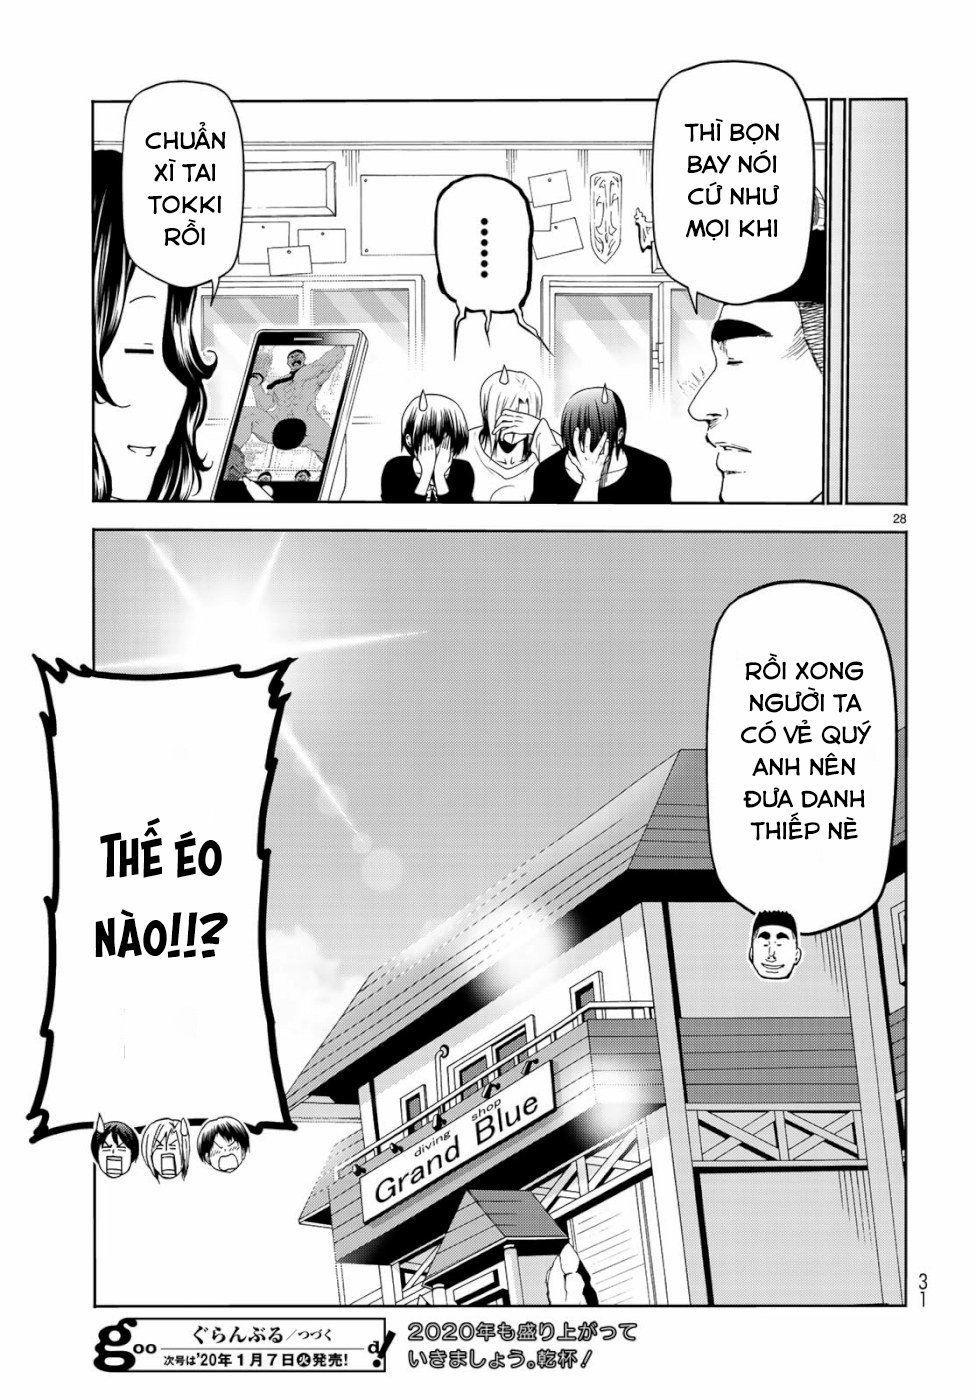 THÌ BỌN
BAY NÓI
CỨ NHƯ
MỌI KHI
......
CHUẨN
XÌ TAI
TOKKI
RỒI
28
RỒI XONG
NGƯỜI TA
CÓ VẺ QUÝ
ANH NÊN
ĐƯA DANH
THIẾP NÈ
THẾ ÉO
NÀO!!?
diving shop
Grand Blue
31
good!
ぐらんぶる/つづく
次号は'20年1月7日㊋発売!
2020年も盛り上がって
いきましょう。乾杯!